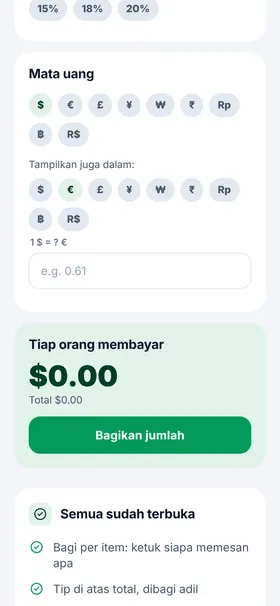 15% 18% 20%
Mata uang
$ € £ ¥ ₩ ₹ Rp
฿ R$
Tampilkan juga dalam:
$ € £ ¥ ₩ ₹ Rp
฿ R$
1 $ = ? €
e.g. 0.61
Tiap orang membayar
$0.00
Total $0.00
Bagikan jumlah
Semua sudah terbuka
Bagi per item: ketuk siapa memesan
apa
Tip di atas total, dibagi adil